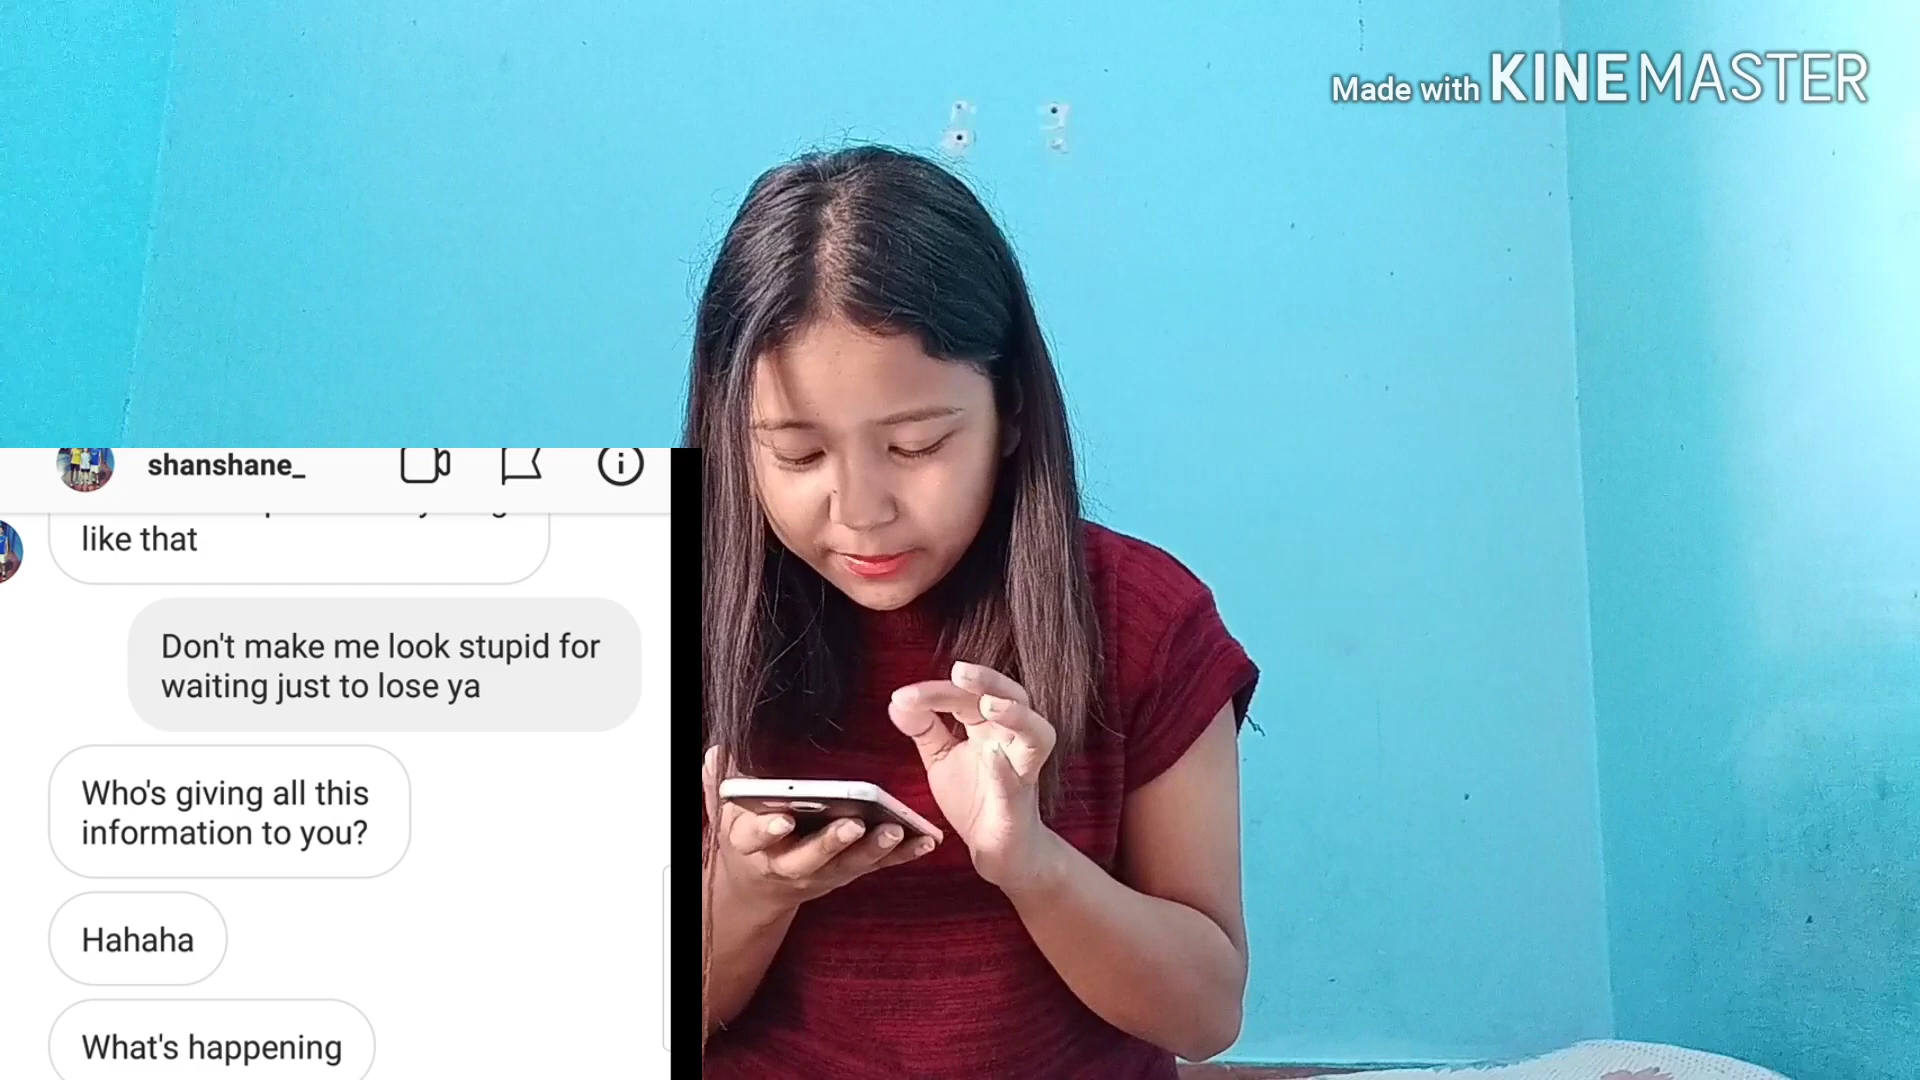 Made with KINEMASTER
shanshane_
like that
Don't make me look stupid for
waiting just to lose ya
Who's giving all this
information to you?
Hahaha
What's happening